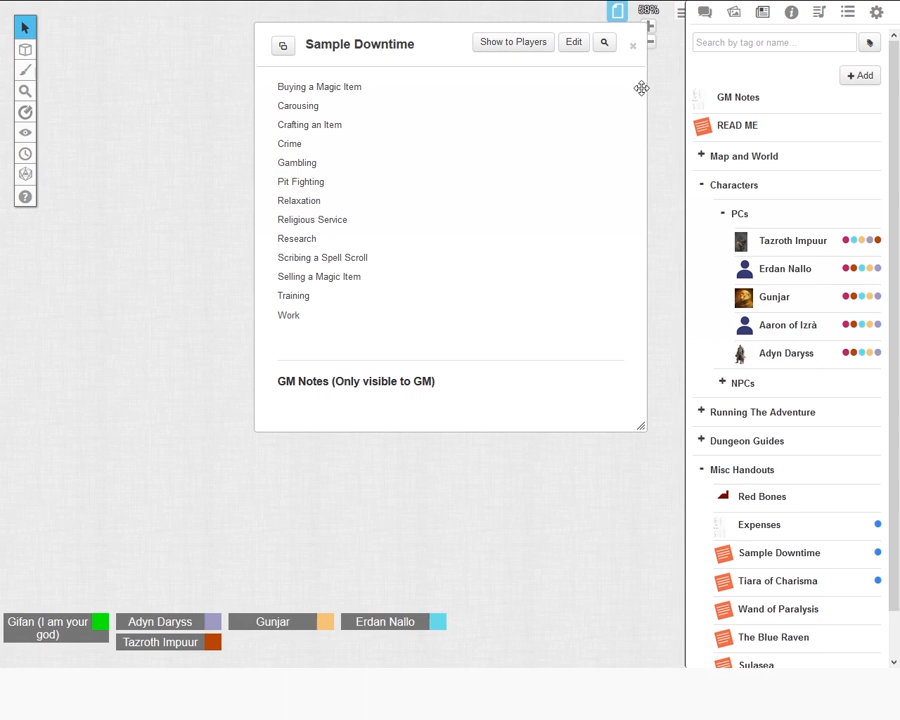 88%
Sample Downtime
Show to Players
Edit
Buying a Magic Item
Carousing
Crafting an Item
Crime
Gambling
Pit Fighting
Relaxation
Religious Service
Research
Scribing a Spell Scroll
Selling a Magic Item
Training
Work
GM Notes (Only visible to GM)
Search by tag or name...
+ Add
GM Notes
READ ME
Map and World
Characters
PCs
Tazroth Impuur
Erdan Nallo
Gunjar
Aaron of Izrà
Adyn Daryss
NPCs
Running The Adventure
Dungeon Guides
Misc Handouts
Red Bones
Expenses
Sample Downtime
Tiara of Charisma
Wand of Paralysis
The Blue Raven
Sulasea
Gifan (I am your
god)
Adyn Daryss
Gunjar
Erdan Nallo
Tazroth Impuur